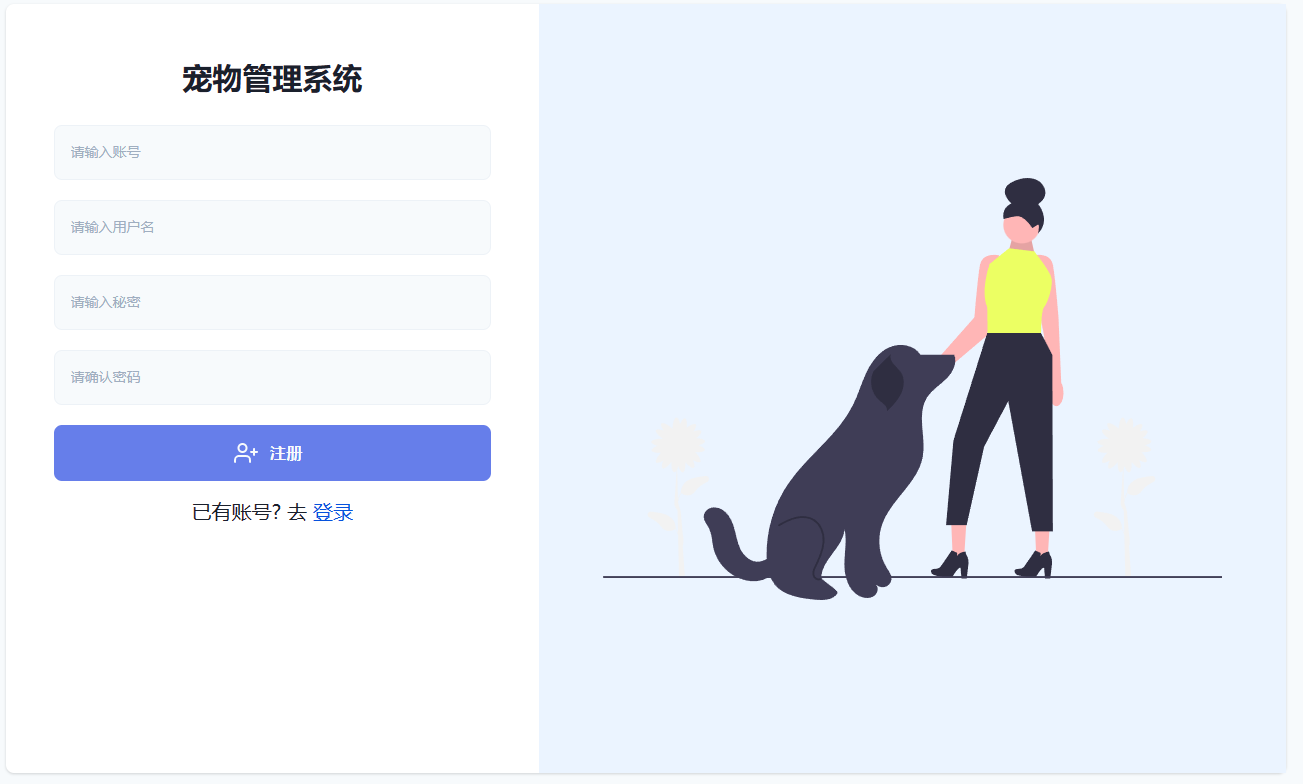 宠物管理系统
请输入账号
请输入用户名
请输入秘密
请确认密码
注册
已有账号? 去 登录